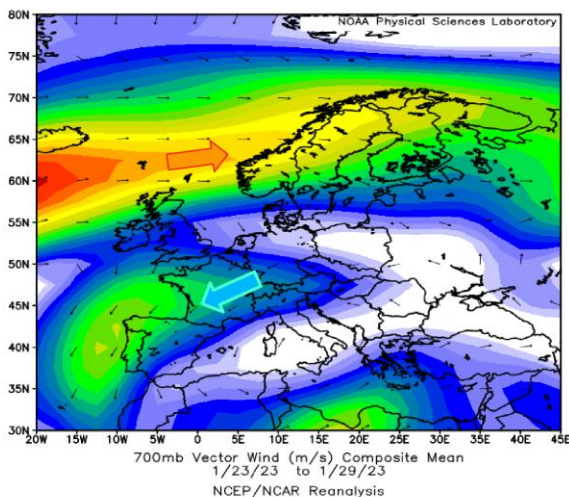 NOAA Physical Sciences Laboratory
80N
75N
70N
65N
60N
55N
50N
45N
40N
35N
30N
20W 15W 10W 5W 0 5E 10E 15E 20E 25E 30E 35E 40E 45E
700mb Vector Wind (m/s) Composite Mean
1/23/23 to 1/29/23
NCEP/NCAR Reanalysis